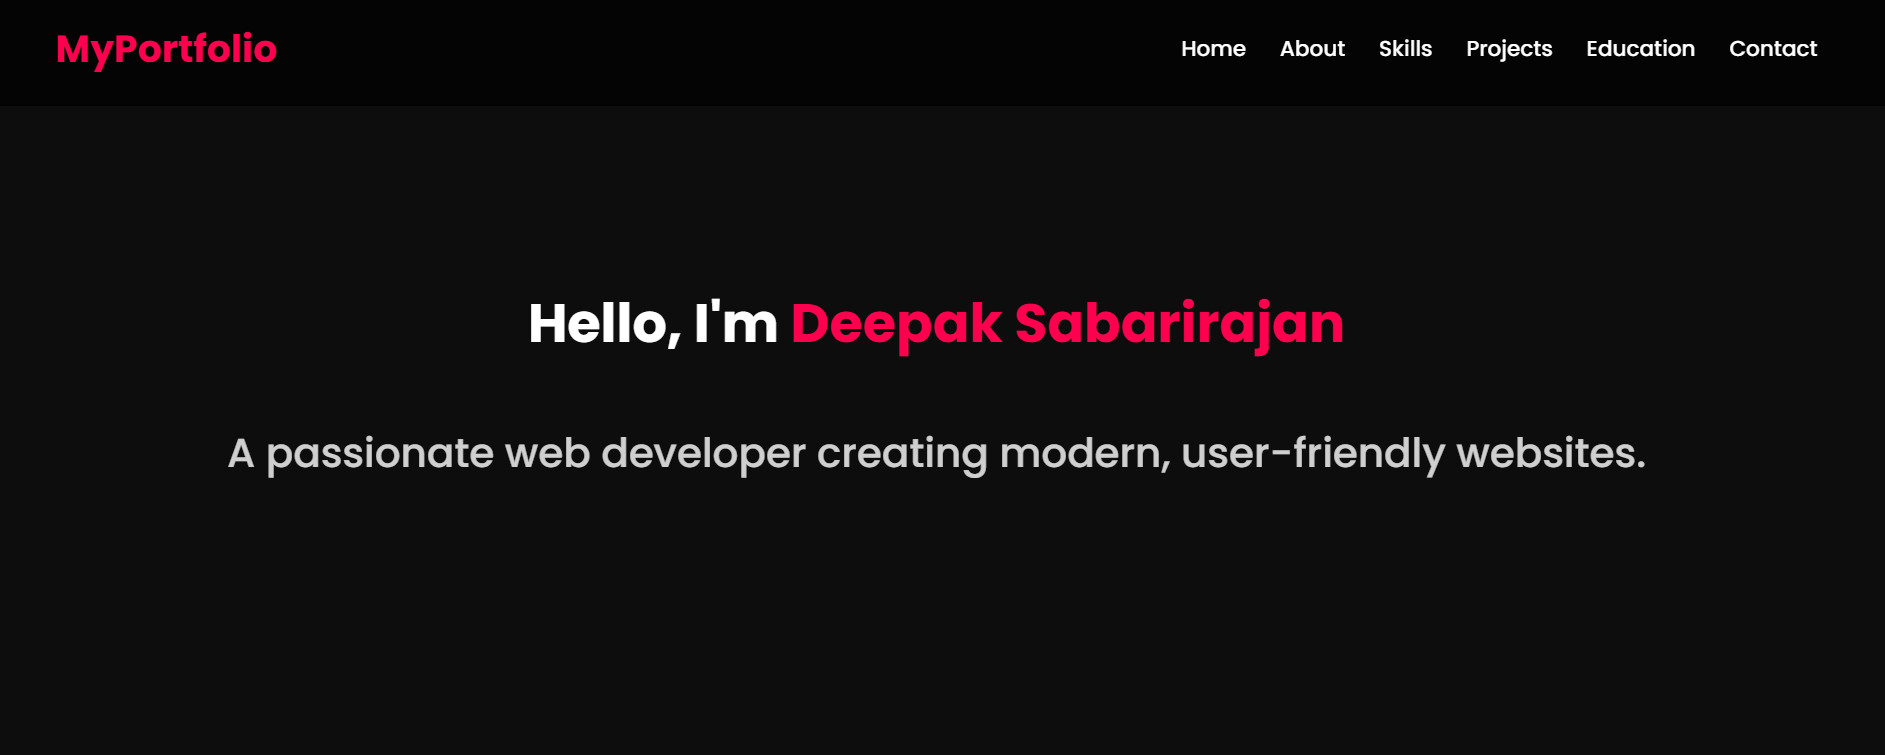 MyPortfolio
Home About Skills Projects Education Contact
Hello, I'm Deepak Sabarirajan
A passionate web developer creating modern, user-friendly websites.